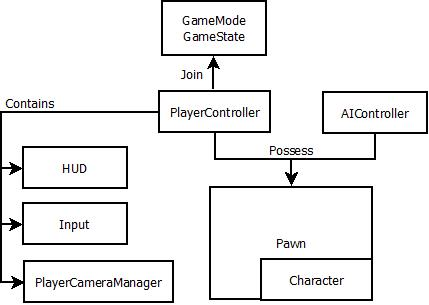 GameMode
GameState
Join
Contains
PlayerController
AIController
Possess
HUD
Input
Pawn
PlayerCameraManager
Character